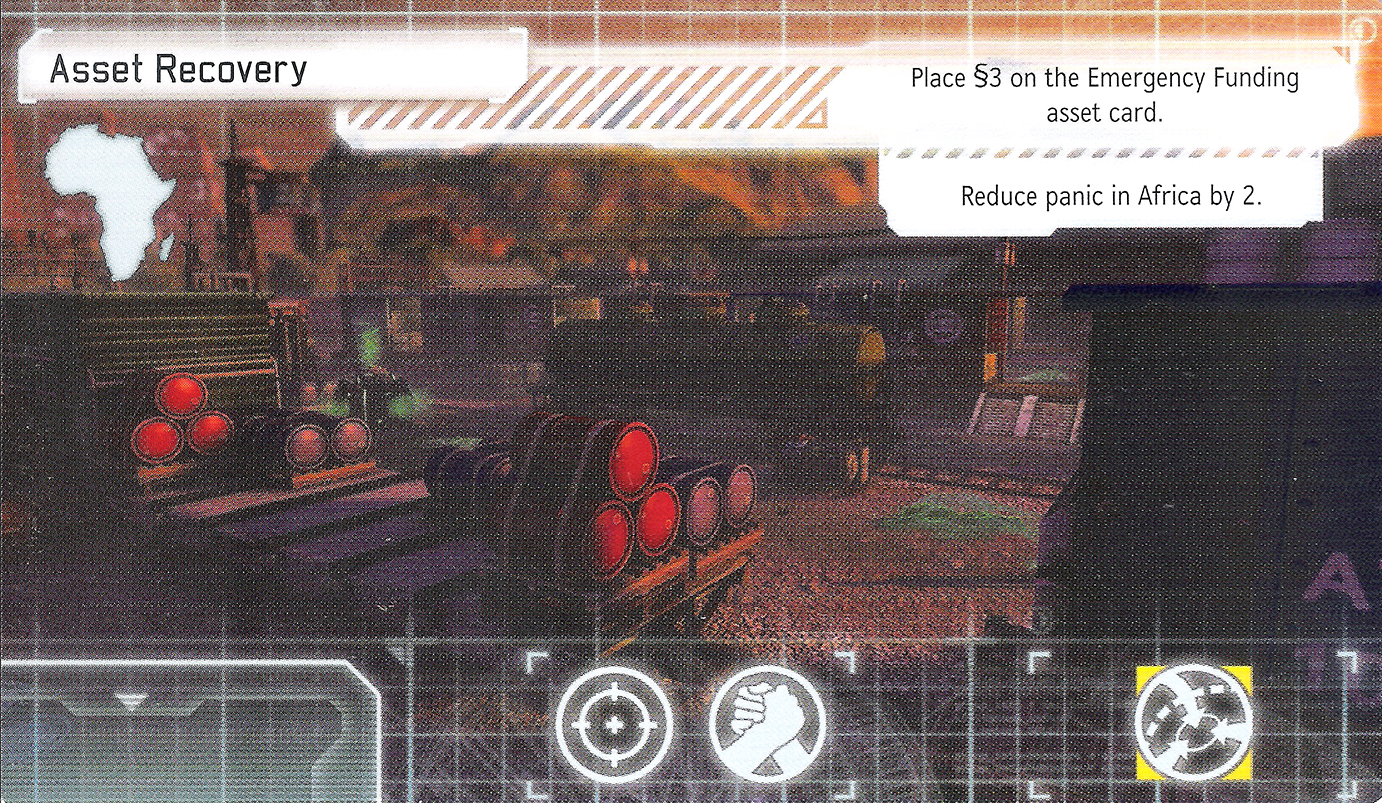 Asset Recovery
Place §3 on the Emergency Funding
asset card.
Reduce panic in Africa by 2.
A